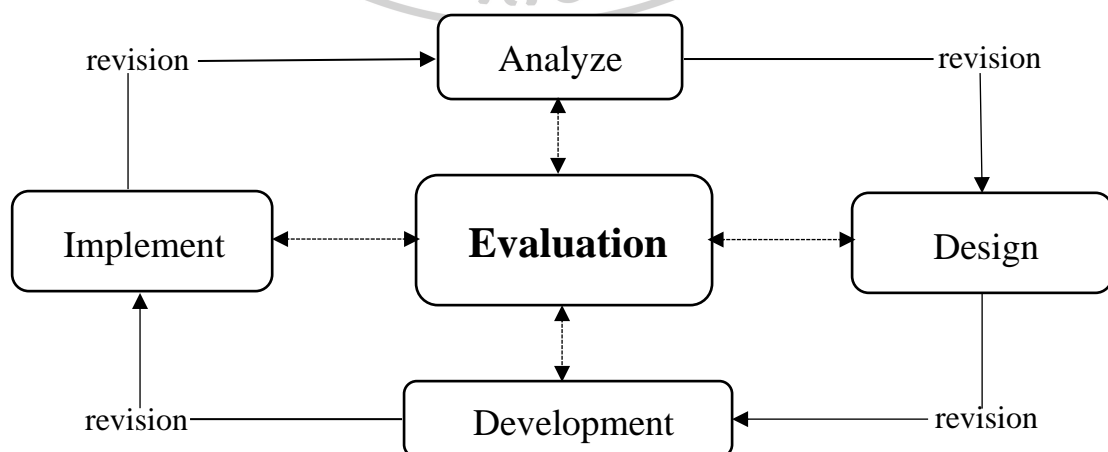 Analyze
revision
revision
Implement
Evaluation
Design
revision
Development
revision